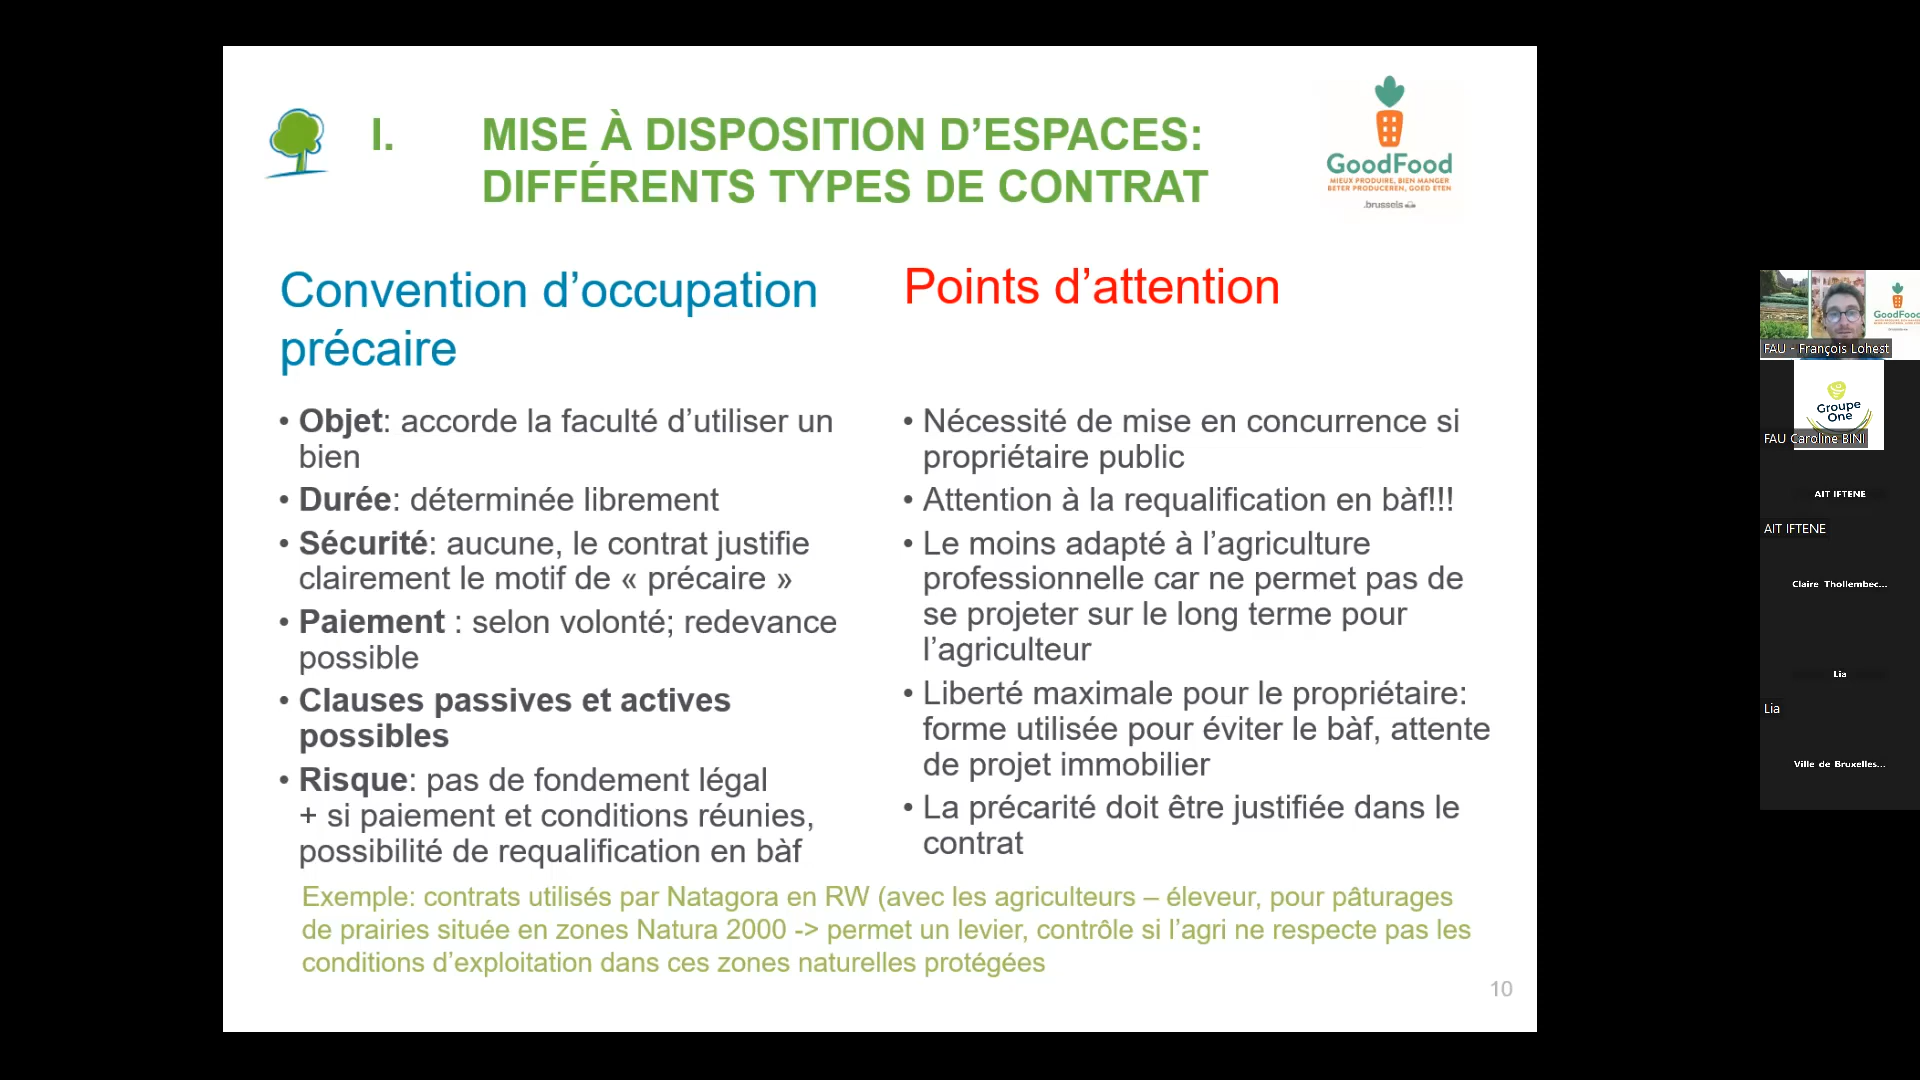 I. MISE À DISPOSITION D’ESPACES:
DIFFÉRENTS TYPES DE CONTRAT
GoodFood
MIEUX PRODUIRE, BIEN MANGER
BETER PRODUCEREN, GOED ETEN
.brussels
Convention d’occupation
précaire
• Objet: accorde la faculté d’utiliser un
bien
• Durée: déterminée librement
• Sécurité: aucune, le contrat justifie
clairement le motif de « précaire »
• Paiement : selon volonté; redevance
possible
• Clauses passives et actives
possibles
• Risque: pas de fondement légal
+ si paiement et conditions réunies,
possibilité de requalification en bàf
Points d’attention
• Nécessité de mise en concurrence si
propriétaire public
• Attention à la requalification en bàf!!!
• Le moins adapté à l’agriculture
professionnelle car ne permet pas de
se projeter sur le long terme pour
l’agriculteur
• Liberté maximale pour le propriétaire:
forme utilisée pour éviter le bàf, attente
de projet immobilier
• La précarité doit être justifiée dans le
contrat
Exemple: contrats utilisés par Natagora en RW (avec les agriculteurs – éleveur, pour pâturages
de prairies située en zones Natura 2000 -> permet un levier, contrôle si l’agri ne respecte pas les
conditions d’exploitation dans ces zones naturelles protégées
10
GoodFood
FAU - François Lohest
Groupe
One
FAU Caroline BINI
AIT IFTENE
AIT IFTENE
Claire Thollembec...
Lia
Lia
Ville de Bruxelles...